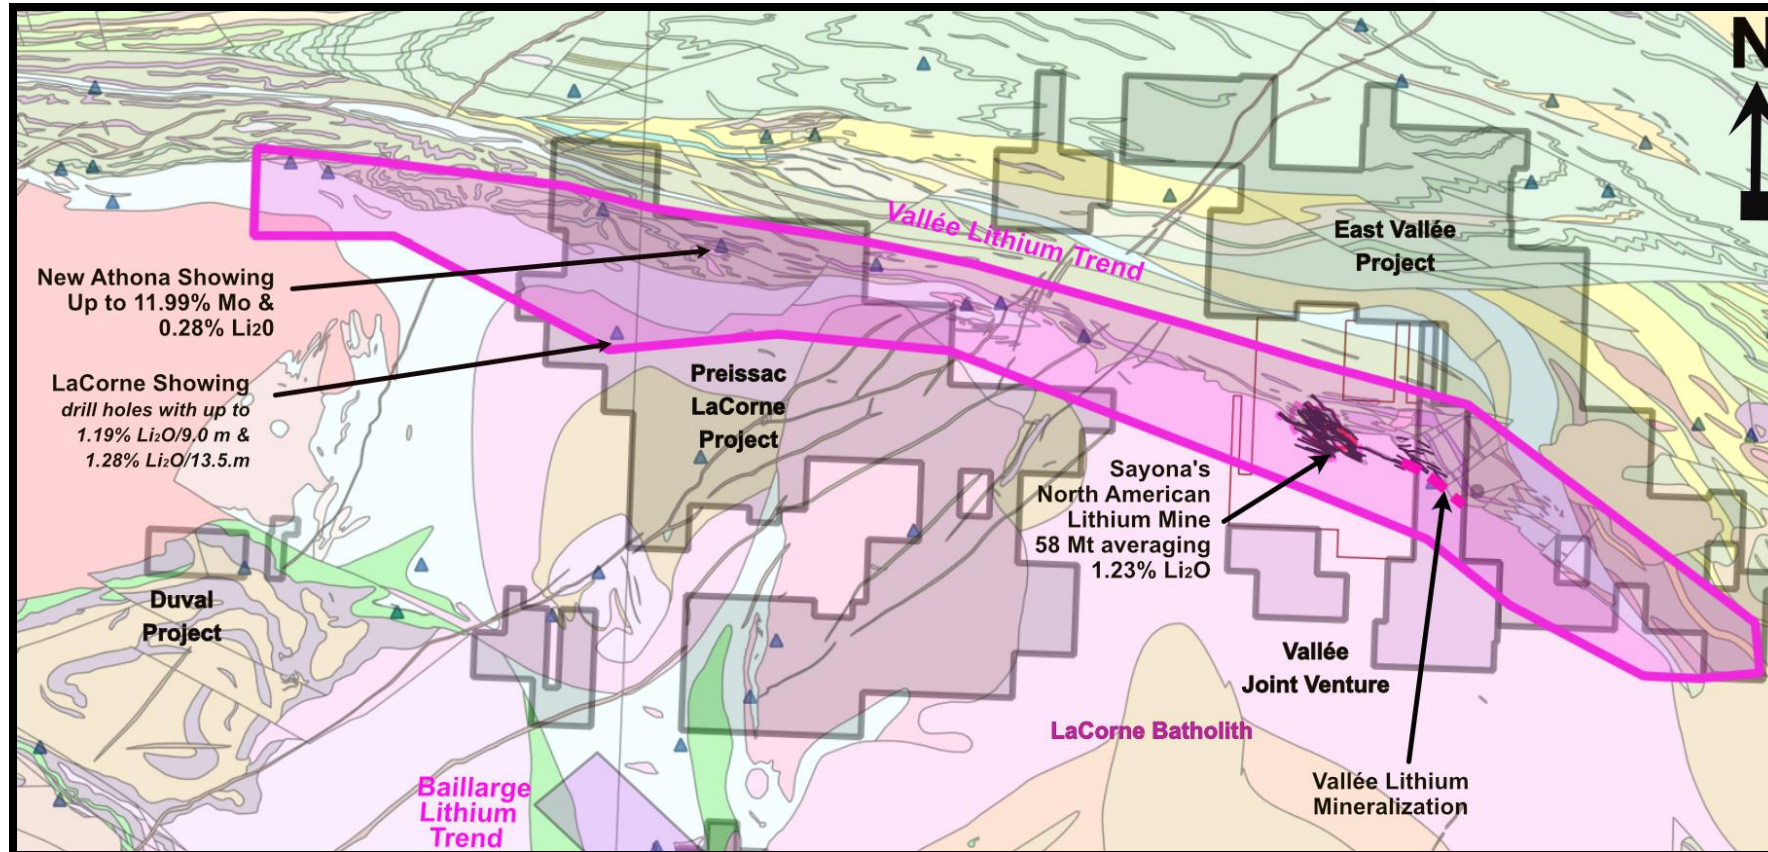 N
Vallée Lithium Trend
East Vallée
Project
New Athona Showing
Up to 11.99% Mo &
0.28% Li20
LaCorne Showing
drill holes with up to
1.19% Li₂O/9.0 m &
1.28% Li₂O/13.5.m
Preissac
LaCorne
Project
Sayona's
North American
Lithium Mine
58 Mt averaging
1.23% Li₂O
Duval
Project
Vallée
Joint Venture
LaCorne Batholith
Vallée Lithium
Mineralization
Baillarge
Lithium
Trend